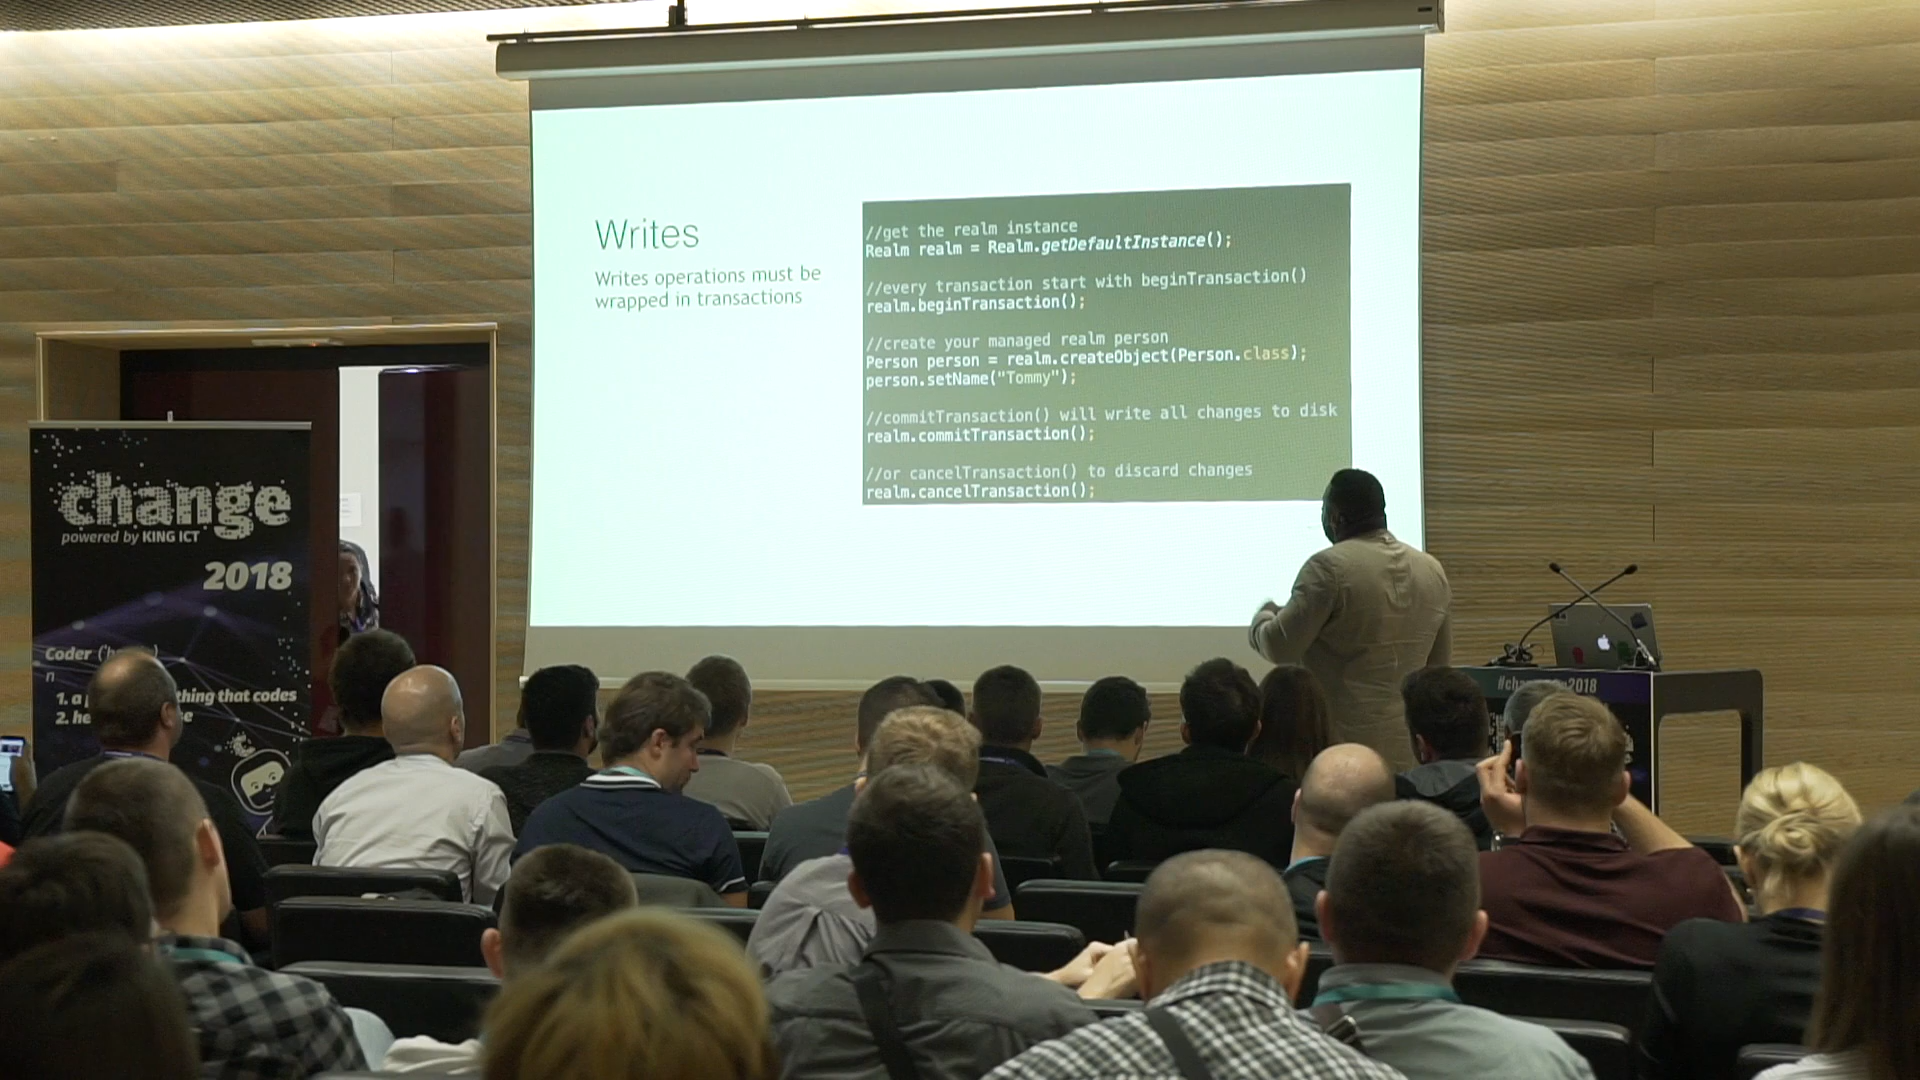 Writes
Writes operations must be
wrapped in transactions
//get the realm instance
Realm realm = Realm.getDefaultInstance();
//every transaction start with beginTransaction()
realm.beginTransaction();
//create your managed realm person
Person person = realm.createObject(Person.class);
person.setName("Tommy");
//commitTransaction() will write all changes to disk
realm.commitTransaction();
//or cancelTransaction() to discard changes
realm.cancelTransaction();
change
powered by KING ICT
2018
Coder
n
1. a thing that codes
2. he
2018